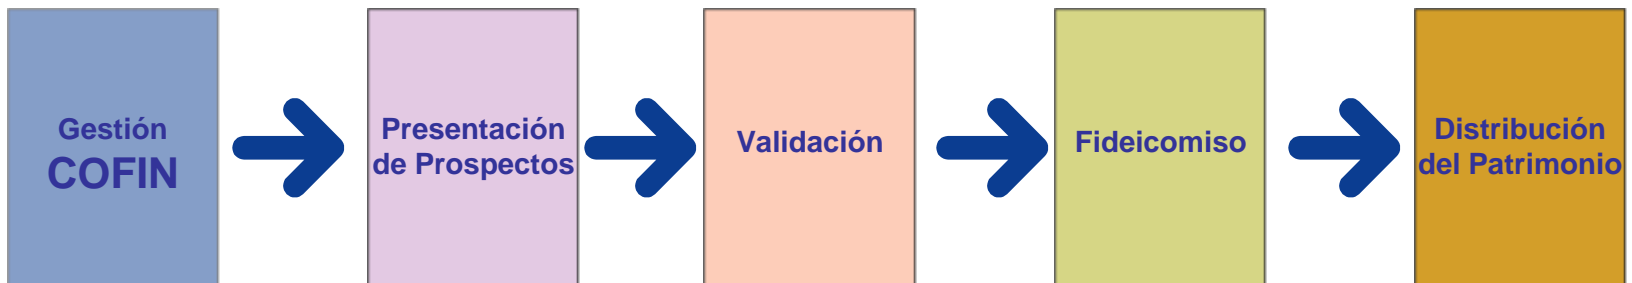 Gestión
COFIN
Presentación
de Prospectos
Validación
Fideicomiso
Distribución
del Patrimonio